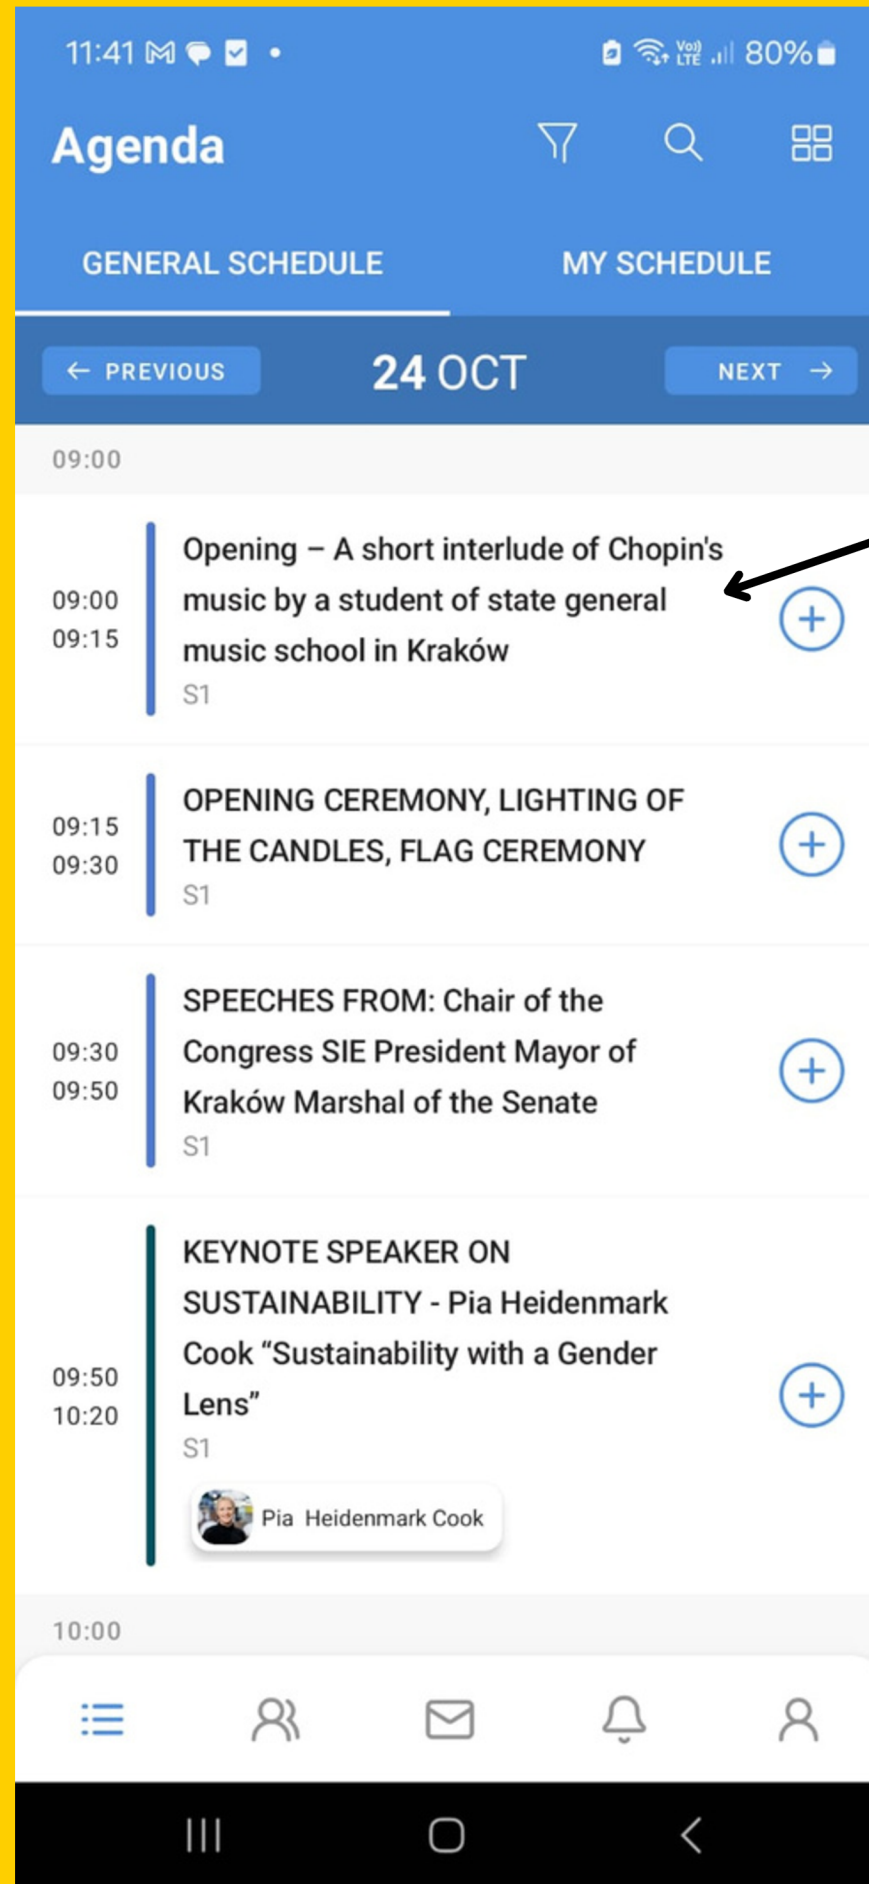 11:41
Vo))
LTE
80%
Agenda
GENERAL SCHEDULE
MY SCHEDULE
← PREVIOUS
24 OCT
NEXT →
09:00
09:00
09:15
Opening – A short interlude of Chopin's
music by a student of state general
music school in Kraków
S1
09:15
09:30
OPENING CEREMONY, LIGHTING OF
THE CANDLES, FLAG CEREMONY
S1
09:30
09:50
SPEECHES FROM: Chair of the
Congress SIE President Mayor of
Kraków Marshal of the Senate
S1
09:50
10:20
KEYNOTE SPEAKER ON
SUSTAINABILITY - Pia Heidenmark
Cook “Sustainability with a Gender
Lens”
S1
Pia Heidenmark Cook
10:00